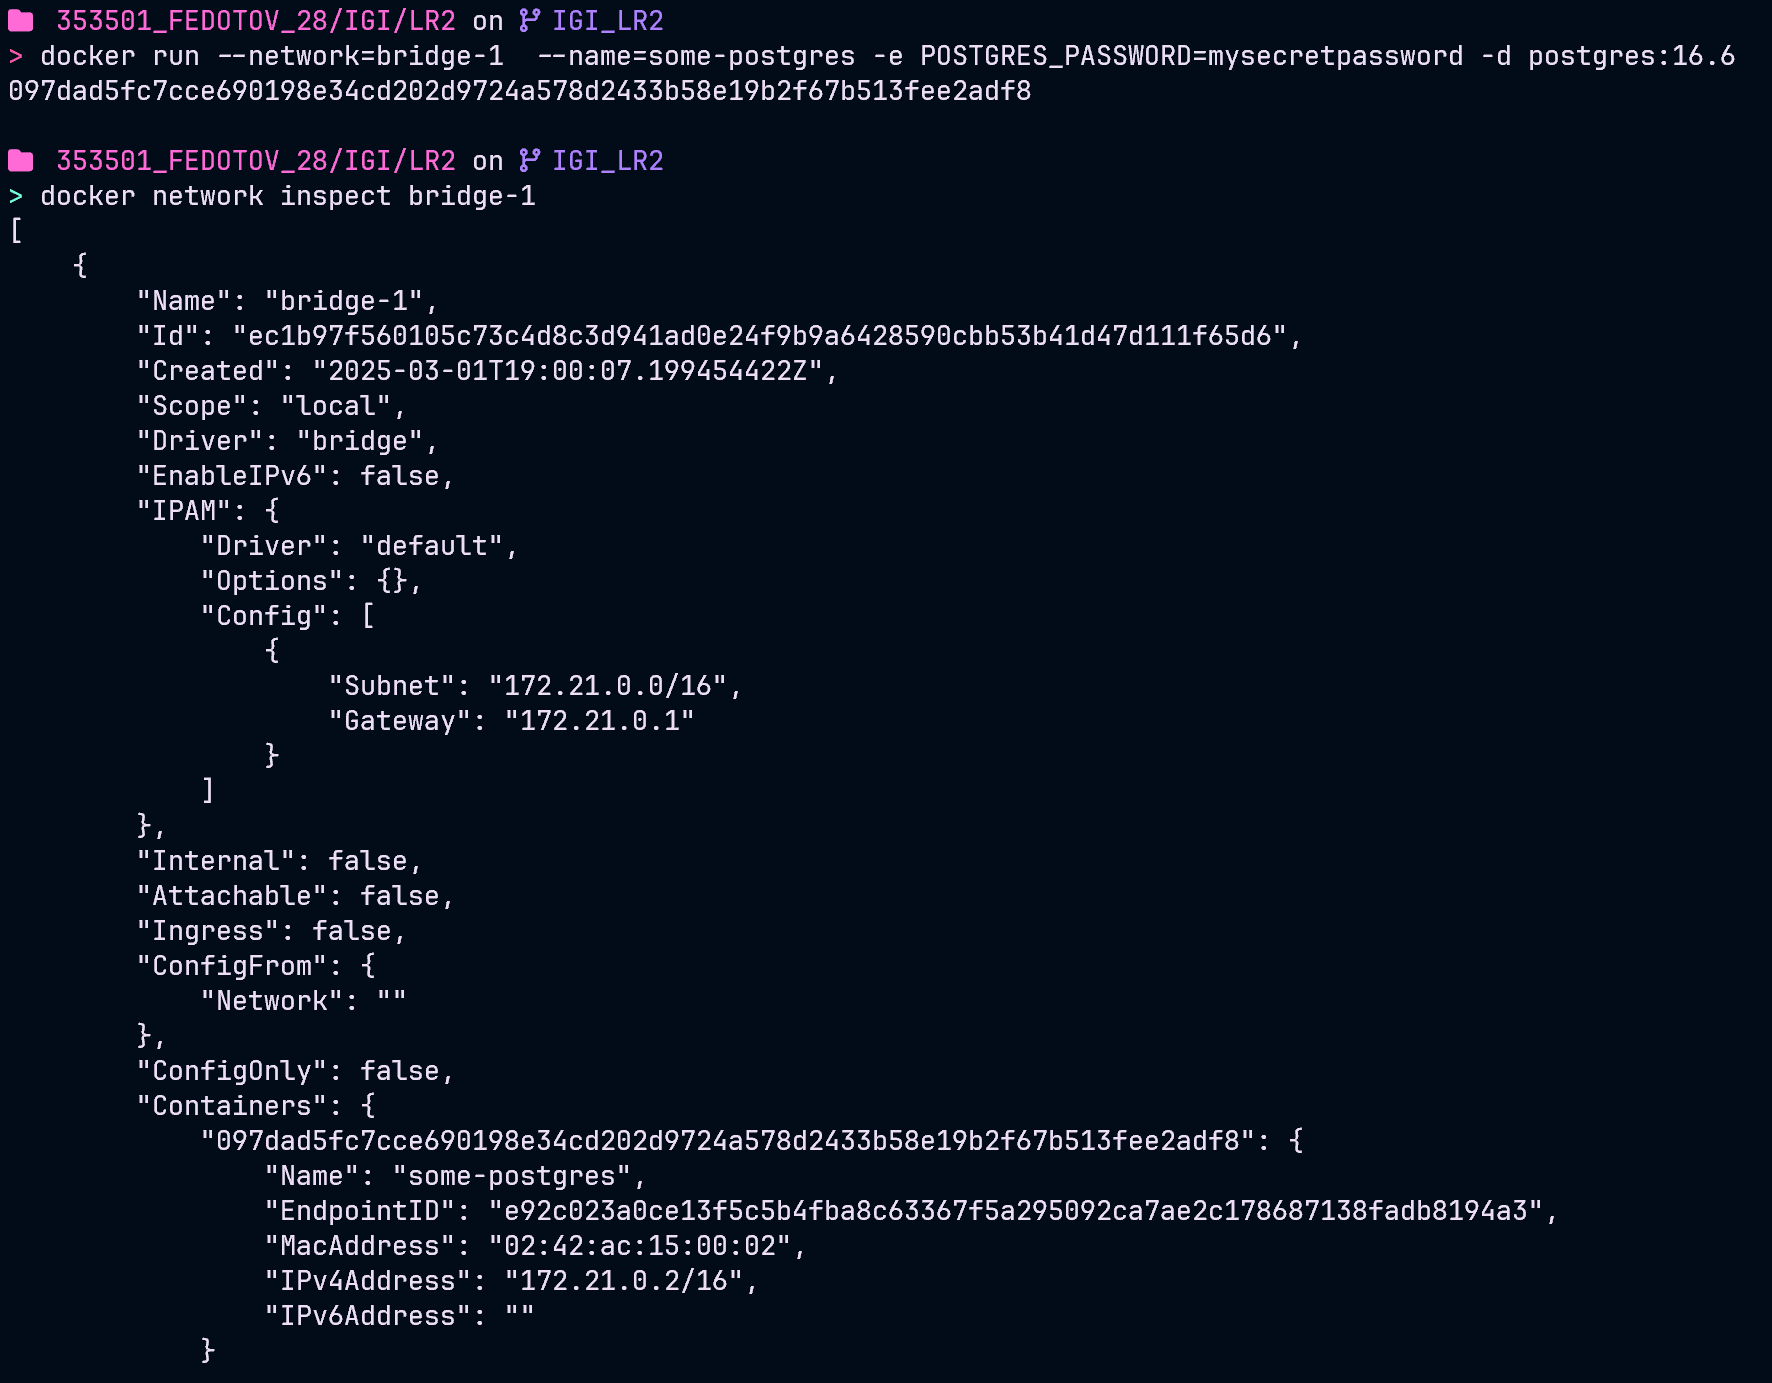 353501_FEDOTOV_28/IGI/LR2 on IGI_LR2
> docker run --network=bridge-1  --name=some-postgres -e POSTGRES_PASSWORD=mysecretpassword -d postgres:16.6
097dad5fc7cce690198e34cd202d9724a578d2433b58e19b2f67b513fee2adf8

353501_FEDOTOV_28/IGI/LR2 on IGI_LR2
> docker network inspect bridge-1
[
    {
        "Name": "bridge-1",
        "Id": "ec1b97f560105c73c4d8c3d941ad0e24f9b9a6428590cbb53b41d47d111f65d6",
        "Created": "2025-03-01T19:00:07.199454422Z",
        "Scope": "local",
        "Driver": "bridge",
        "EnableIPv6": false,
        "IPAM": {
            "Driver": "default",
            "Options": {},
            "Config": [
                {
                    "Subnet": "172.21.0.0/16",
                    "Gateway": "172.21.0.1"
                }
            ]
        },
        "Internal": false,
        "Attachable": false,
        "Ingress": false,
        "ConfigFrom": {
            "Network": ""
        },
        "ConfigOnly": false,
        "Containers": {
            "097dad5fc7cce690198e34cd202d9724a578d2433b58e19b2f67b513fee2adf8": {
                "Name": "some-postgres",
                "EndpointID": "e92c023a0ce13f5c5b4fba8c63367f5a295092ca7ae2c178687138fadb8194a3",
                "MacAddress": "02:42:ac:15:00:02",
                "IPv4Address": "172.21.0.2/16",
                "IPv6Address": ""
            }